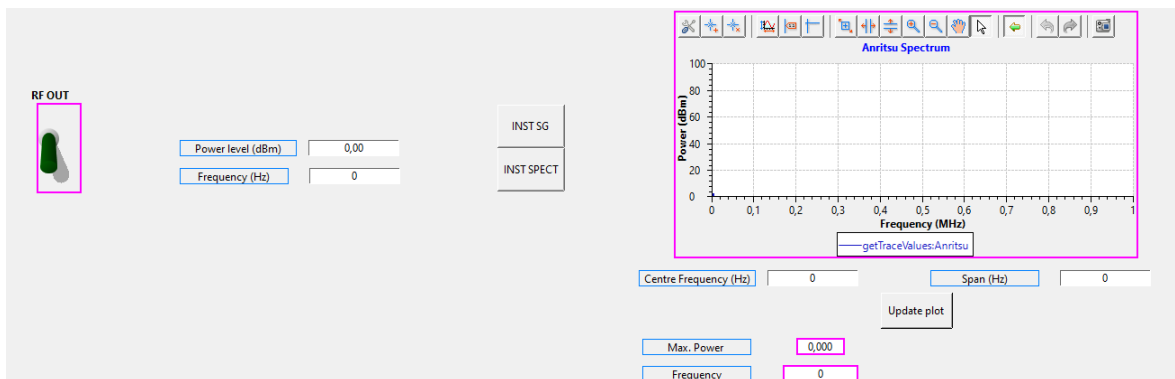 Anritsu Spectrum
100
80
60
40
20
0
Power (dBm)
0 0,1 0,2 0,3 0,4 0,5 0,6 0,7 0,8 0,9 1
Frequency (MHz)
getTraceValues:Anritsu
RF OUT
Power level (dBm) 0,00
Frequency (Hz) 0
INST SG
INST SPECT
Centre Frequency (Hz) 0 Span (Hz) 0
Update plot
Max. Power 0,000
Frequency 0